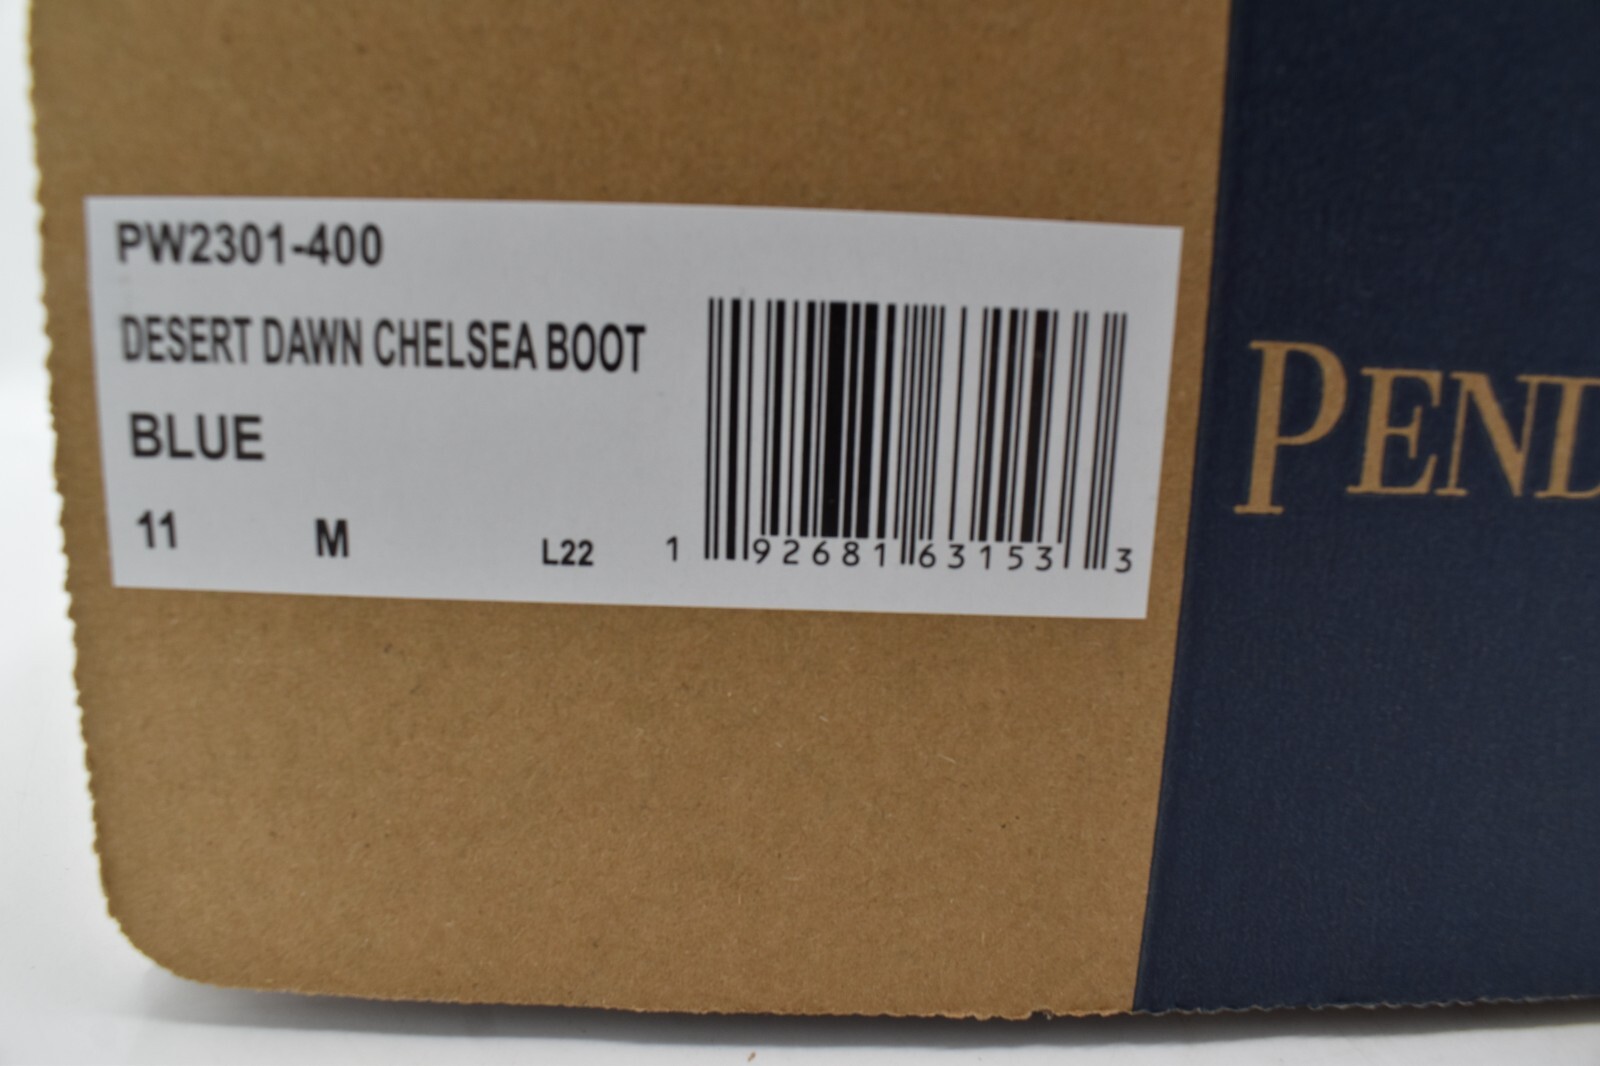 PW2301-400
DESERT DAWN CHELSEA BOOT
BLUE
11 M L22
1 92681 63153 3
PEND